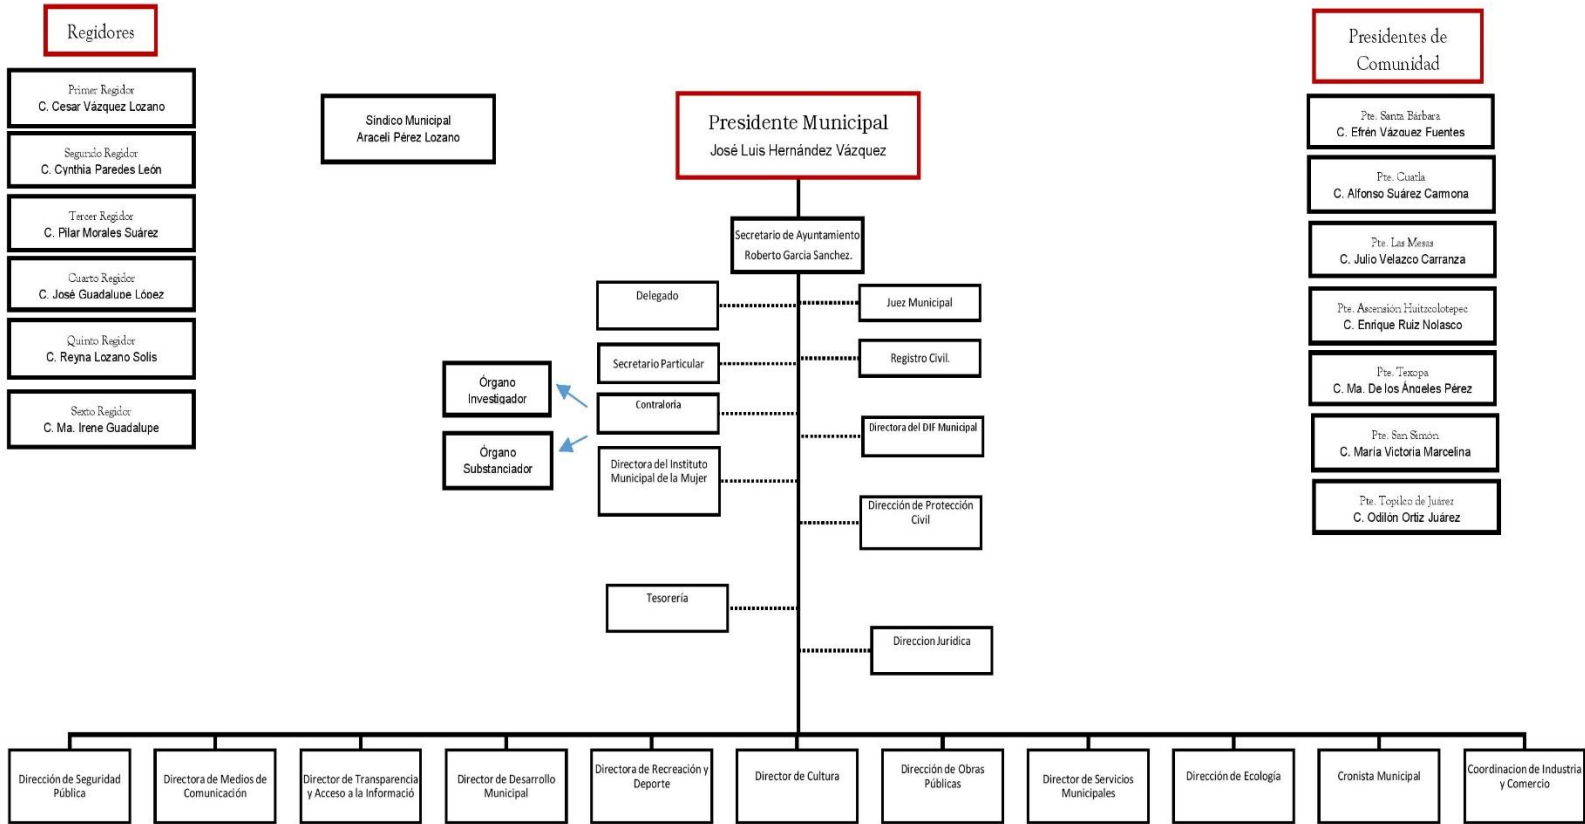 Regidores
Primer Regidor
C. Cesar Vázquez Lozano
Segundo Regidor
C. Cynthia Paredes León
Tercer Regidor
C. Pilar Morales Suárez
Cuarto Regidor
C. José Guadalupe López
Quinto Regidor
C. Reyna Lozano Solís
Sexto Regidor
C. Ma. Irene Guadalupe
Síndico Municipal
Araceli Pérez Lozano
Presidente Municipal
José Luis Hernández Vázquez
Secretario de Ayuntamiento
Roberto Garcia Sanchez.
Delegado
Juez Municipal
Secretario Particular
Registro Civil.
Órgano
Investigador
Contraloría
Órgano
Substanciador
Directora del DIF Municipal
Directora del Instituto
Municipal de la Mujer
Dirección de Protección
Civil
Tesorería
Direccion Jurídica
Presidentes de
Comunidad
Pte. Santa Bárbara
C. Efrén Vázquez Fuentes
Pte. Cuatla
C. Alfonso Suárez Carmona
Pte. Las Mesas
C. Julio Velazco Carranza
Pte. Ascensión Huitzcolotepec
C. Enrique Ruiz Nolasco
Pte. Texopa
C. Ma. De los Ángeles Pérez
Pte. San Simón
C. María Victoria Marcelina
Pte. Topilco de Juárez
C. Odilón Ortiz Juárez
Dirección de Seguridad
Pública
Directora de Medios de
Comunicación
Director de Transparencia
y Acceso a la Informació
Director de Desarrollo
Municipal
Directora de Recreación y
Deporte
Director de Cultura
Dirección de Obras
Públicas
Director de Servicios
Municipales
Dirección de Ecología
Cronista Municipal
Coordinacion de Industria
y Comercio